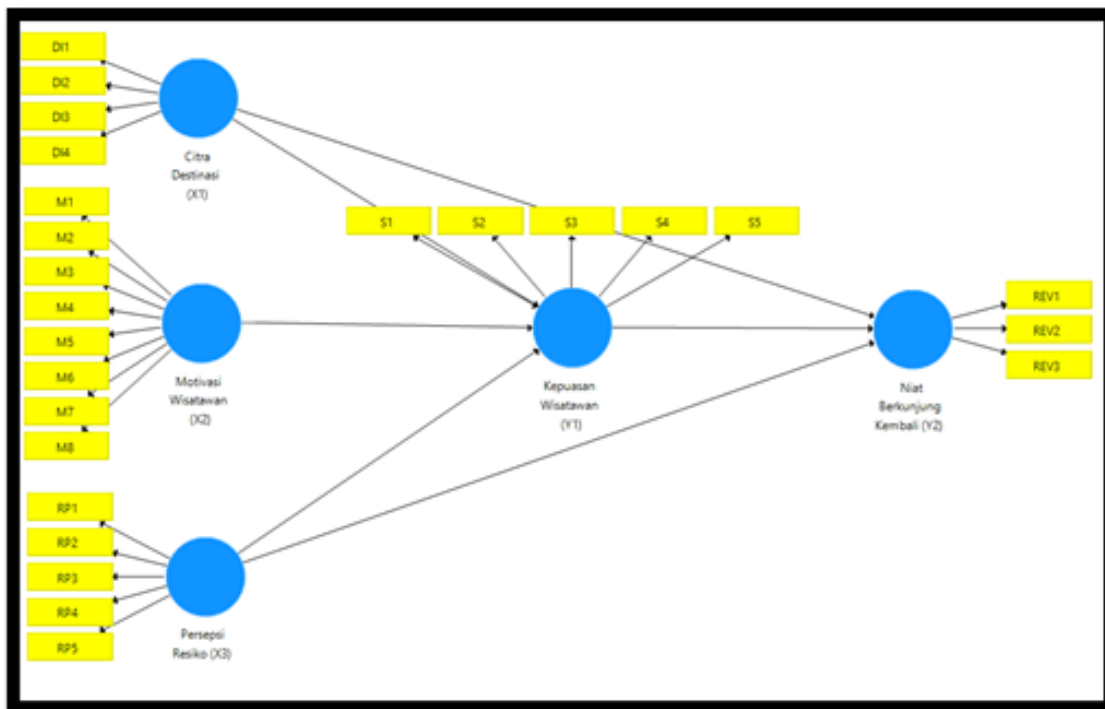 DI1
DI2
DI3
DI4
Citra
Destinasi
(X1)
M1
M2
M3
M4
M5
M6
M7
M8
Motivasi
Wisatawan
(X2)
S1
S2
S3
S4
S5
Kepuasan
Wisatawan
(Y1)
REV1
REV2
REV3
Niat
Berkunjung
Kembali (Y2)
RP1
RP2
RP3
RP4
RP5
Persepsi
Resiko (X3)